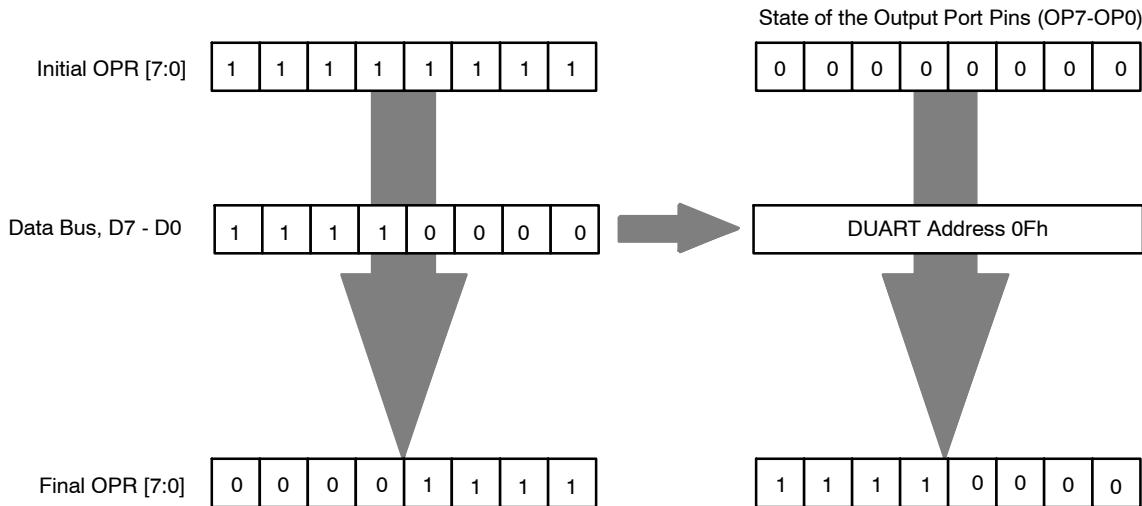 State of the Output Port Pins (OP7-OP0)
Initial OPR [7:0] 1 1 1 1 1 1 1 1 0 0 0 0 0 0 0 0
Data Bus, D7 - D0 1 1 1 1 0 0 0 0 DUART Address 0Fh
Final OPR [7:0] 0 0 0 0 1 1 1 1 1 1 1 1 0 0 0 0